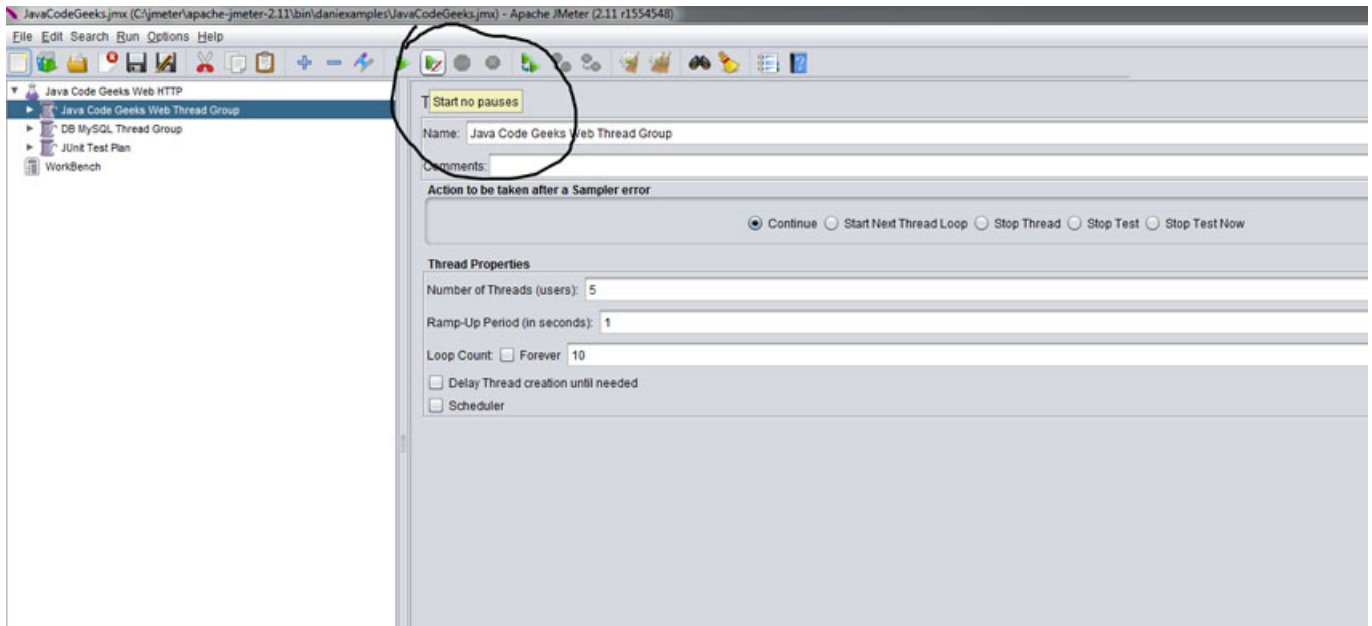 JavaCodeGeeks.jmx (C:\jmeter\apache-jmeter-2.11\bin\daniexamples\JavaCodeGeeks.jmx) - Apache JMeter (2.11 r1554548)
File Edit Search Run Options Help
Java Code Geeks Web HTTP
Java Code Geeks Web Thread Group
DB MySQL Thread Group
JUnit Test Plan
WorkBench
T Start no pauses
Name: Java Code Geeks Web Thread Group
Comments:
Action to be taken after a Sampler error
Continue Start Next Thread Loop Stop Thread Stop Test Stop Test Now
Thread Properties
Number of Threads (users): 5
Ramp-Up Period (in seconds): 1
Loop Count: Forever 10
Delay Thread creation until needed
Scheduler